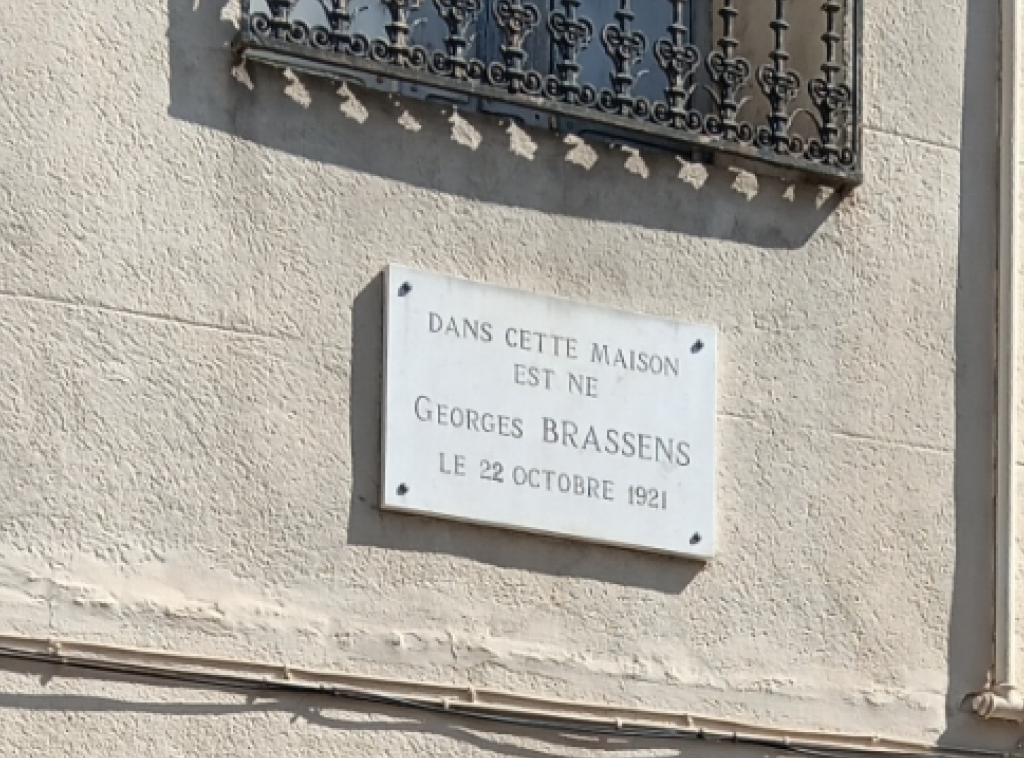 DANS CETTE MAISON
EST NE
GEORGES BRASSENS
LE 22 OCTOBRE 1921